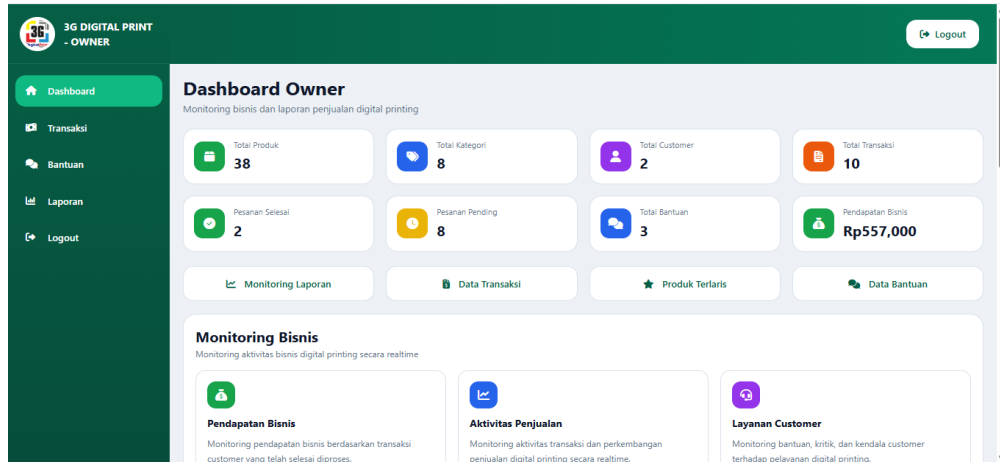 3G
3G DIGITAL PRINT
- OWNER
Logout
Dashboard
Transaksi
Bantuan
Laporan
Logout
Dashboard Owner
Monitoring bisnis dan laporan penjualan digital printing
Total Produk
38
Total Kategori
8
Total Customer
2
Total Transaksi
10
Pesanan Selesai
2
Pesanan Pending
8
Total Bantuan
3
Pendapatan Bisnis
Rp557,000
Monitoring Laporan
Data Transaksi
Produk Terlaris
Data Bantuan
Monitoring Bisnis
Monitoring aktivitas bisnis digital printing secara realtime
Pendapatan Bisnis
Monitoring pendapatan bisnis berdasarkan transaksi
customer yang telah selesai diproses.
Aktivitas Penjualan
Monitoring aktivitas transaksi dan perkembangan
penjualan digital printing secara realtime.
Layanan Customer
Monitoring bantuan, kritik, dan kendala customer
terhadap pelayanan digital printing.